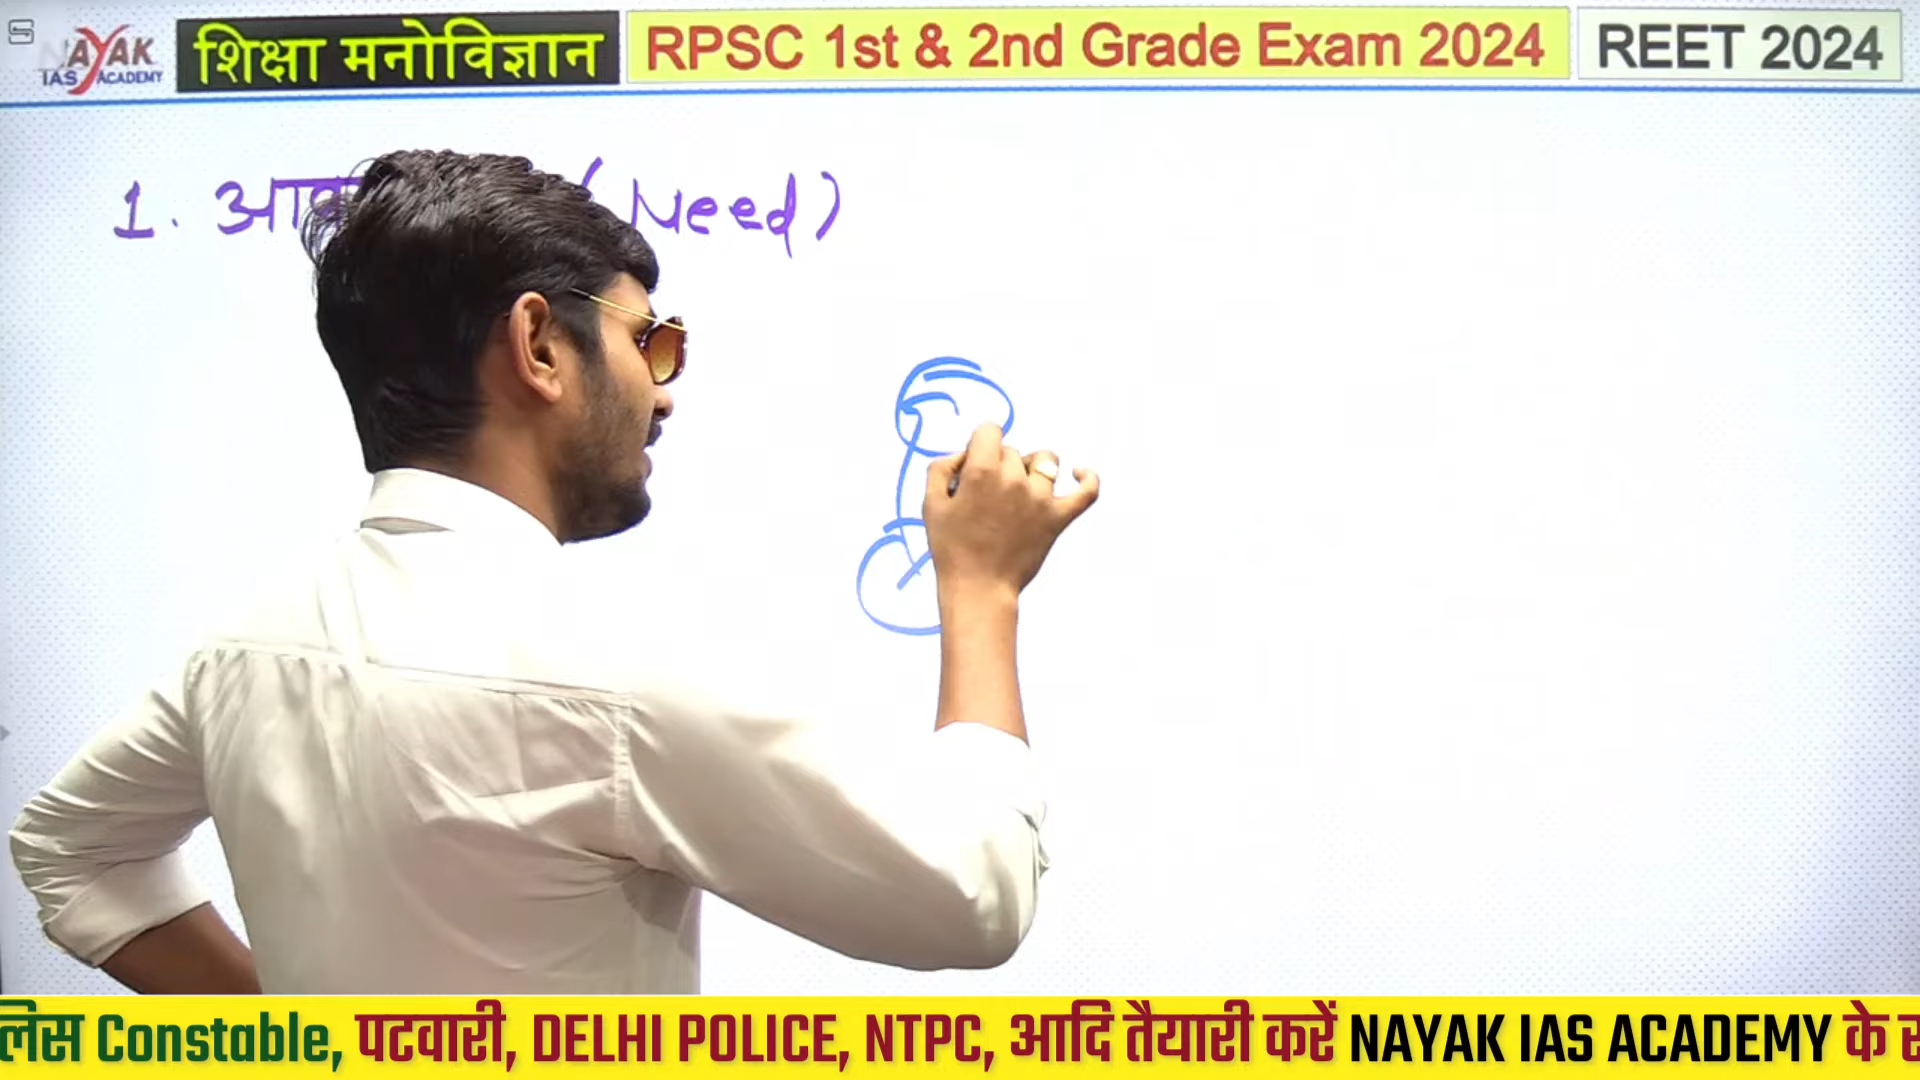 NAYAK
IAS ACADEMY
शिक्षा मनोविज्ञान
RPSC 1st & 2nd Grade Exam 2024
REET 2024
1. (Need)
Constable, पटवारी, DELHI POLICE, NTPC, आदि तैयारी करें NAYAK IAS ACADEMY के